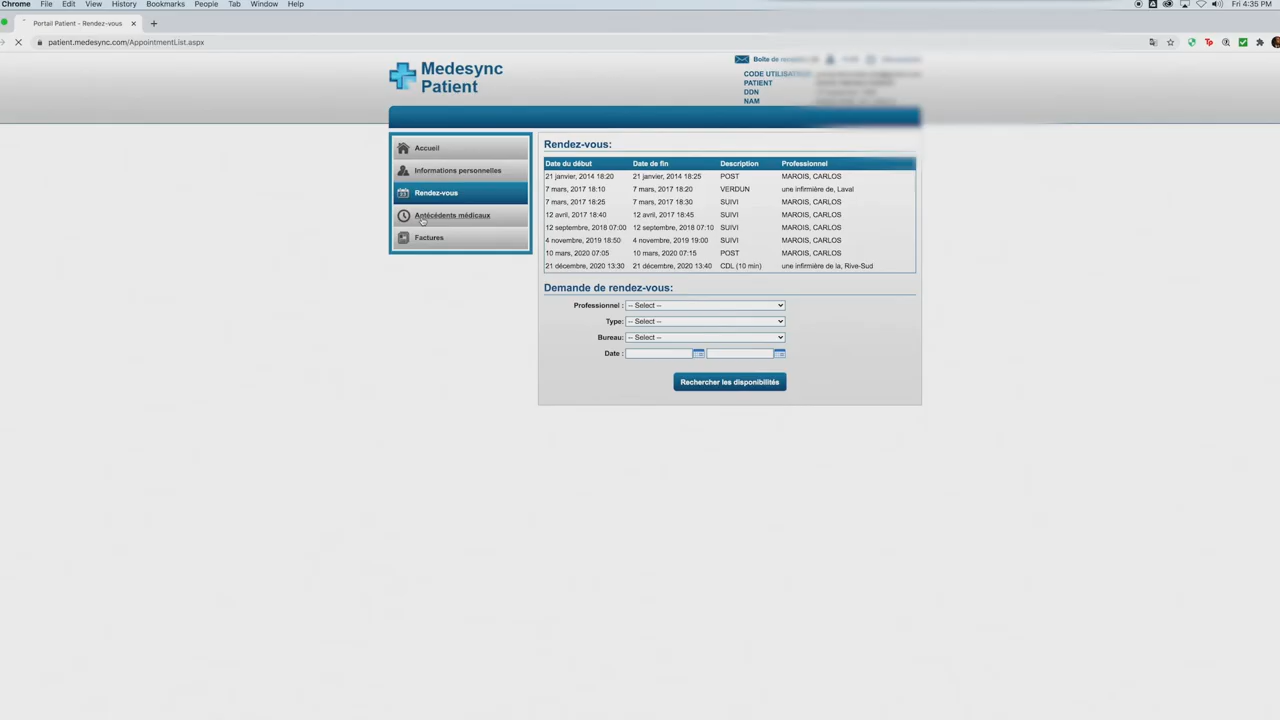 Chrome File Edit View History Bookmarks People Tab Window Help Fri 4:35 PM
Portail Patient - Rendez-vous
patient.medesync.com/AppointmentList.aspx
Medesync
Patient
Boîte de
CODE
PATIENT
DDN
NAM
Accueil
Informations personnelles
Rendez-vous
Antécédents médicaux
Factures
Rendez-vous:
Date du début Date de fin Description Professionnel
21 janvier, 2014 18:20 21 janvier, 2014 18:25 POST MAROIS, CARLOS
7 mars, 2017 18:10 7 mars, 2017 18:20 VERDUN une infirmière de, Laval
7 mars, 2017 18:25 7 mars, 2017 18:30 SUIVI MAROIS, CARLOS
12 avril, 2017 18:40 12 avril, 2017 18:45 SUIVI MAROIS, CARLOS
12 septembre, 2018 07:00 12 septembre, 2018 07:10 SUIVI MAROIS, CARLOS
4 novembre, 2019 18:50 4 novembre, 2019 19:00 SUIVI MAROIS, CARLOS
10 mars, 2020 07:05 10 mars, 2020 07:15 POST MAROIS, CARLOS
21 décembre, 2020 13:30 21 décembre, 2020 13:40 CDL (10 min) une infirmière de la, Rive-Sud
Demande de rendez-vous:
Professionnel : -- Select --
Type: -- Select --
Bureau: -- Select --
Date :
Rechercher les disponibilités